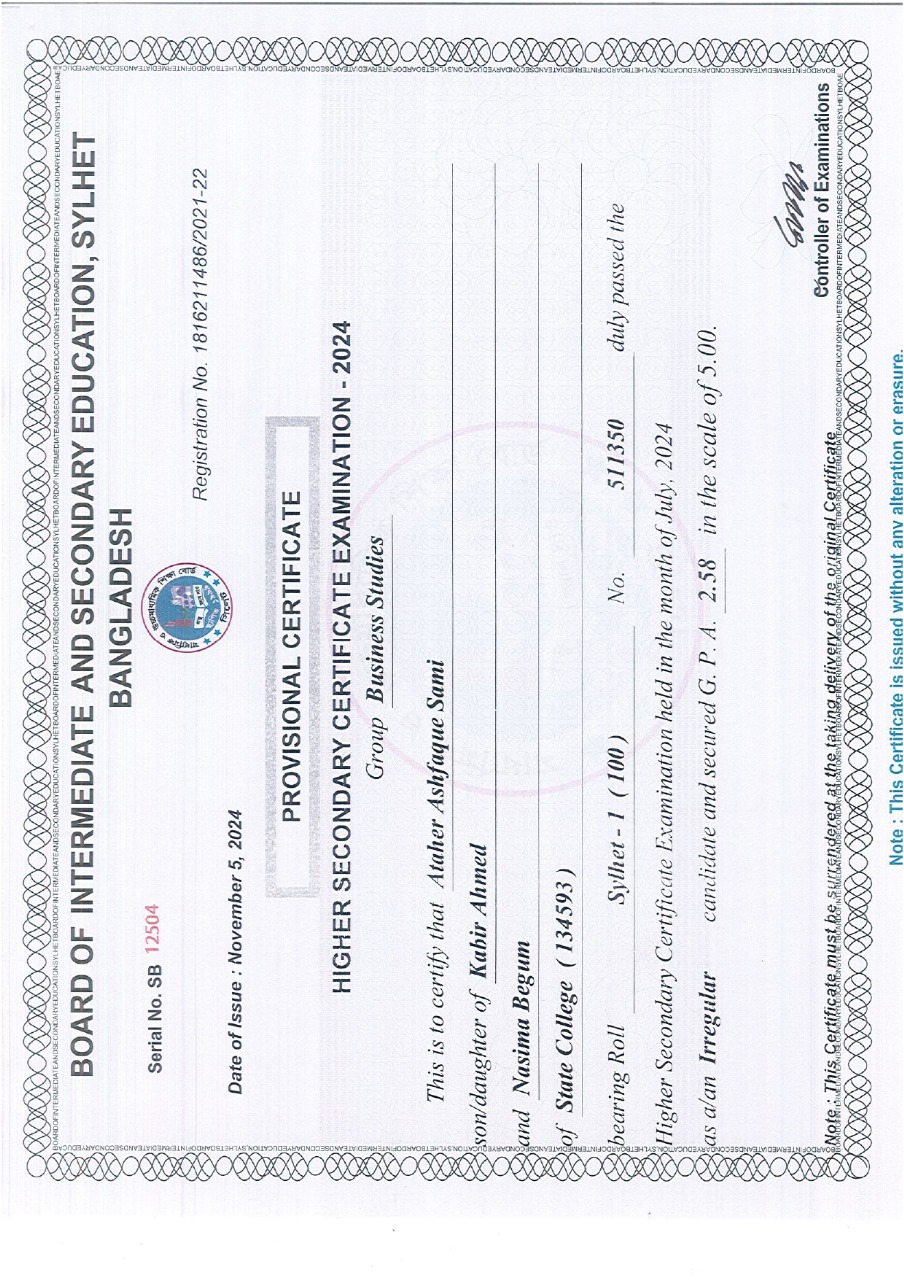 BOARD OF INTERMEDIATE AND SECONDARY EDUCATION, SYLHET
BANGLADESH
Serial No. SB 12504
Registration No. 1816211486/2021-22
মাধ্যমিক ও উচ্চমাধ্যমিক শিক্ষা বোর্ড
সিলেট
Date of Issue : November 5, 2024
PROVISIONAL CERTIFICATE
HIGHER SECONDARY CERTIFICATE EXAMINATION - 2024
Group Business Studies
This is to certify that Ataher Ashfaque Sami
son/daughter of Kabir Ahmed
and Nasima Begum
of State College ( 134593 )
bearing Roll Sylhet - 1 ( 100 ) No. 511350 duly passed the
Higher Secondary Certificate Examination held in the month of July, 2024
as a/an Irregular candidate and secured G. P. A. 2.58 in the scale of 5.00.
Controller of Examinations
Note : This Certificate must be surrendered at the taking delivery of the original Certificate
Note : This Certificate is issued without any alteration or erasure.